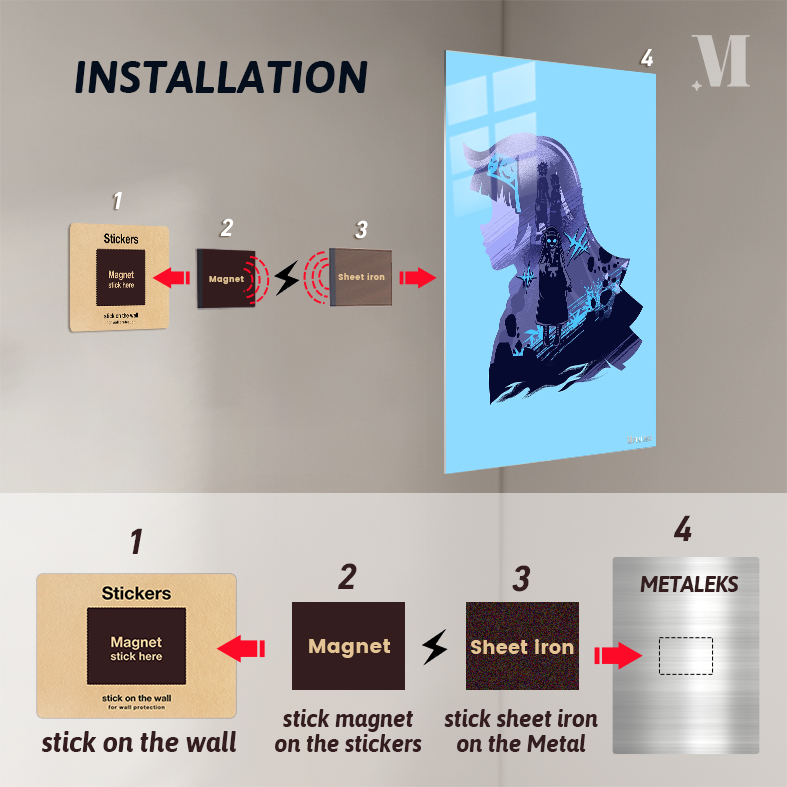 INSTALLATION
M
4
1
2
3
Stickers
Magnet
stick here
stick on the wall
for wall protection
Magnet
Sheet iron
1
2
3
4
Stickers
Magnet
stick here
stick on the wall
for wall protection
stick on the wall
Magnet
stick magnet
on the stickers
Sheet Iron
stick sheet iron
on the Metal
METALEKS